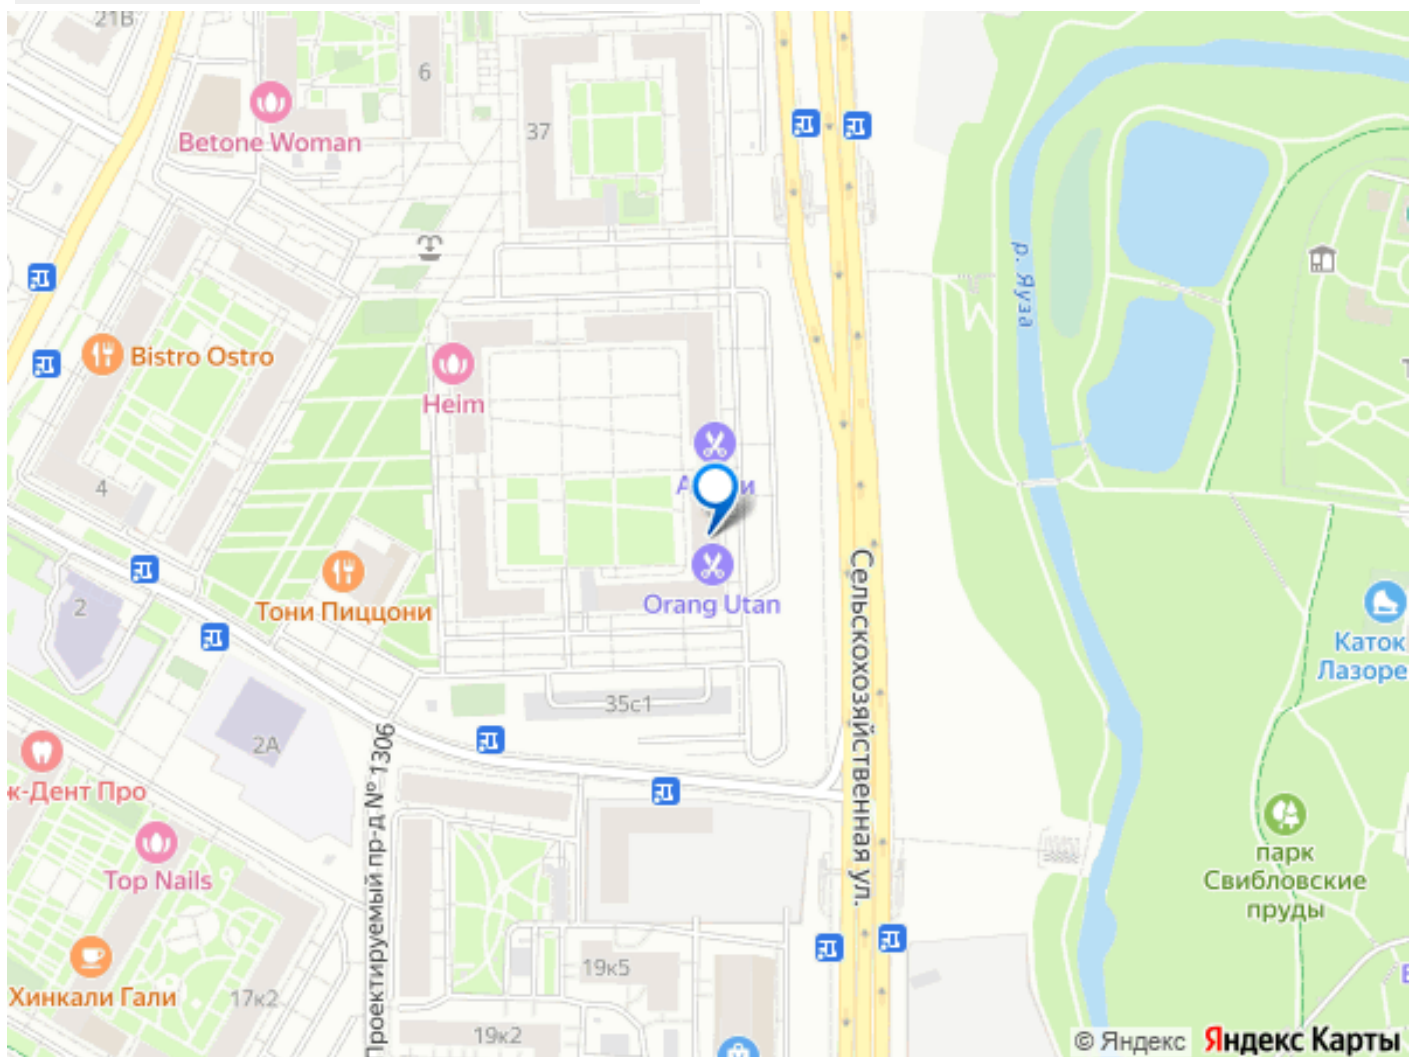 21В
6
Betone Woman
37
р. Яуза
Bistro Ostro
Heim
4
Сельскохозяйственная ул.
2
Тони Пиццони
Orang Utan
Каток
Лазоре
35с1
2А
Проектируемый пр-д № 1306
ж-Дент Про
Top Nails
парк
Свибловские
пруды
19к5
Хинкали Гали
17к2
19к2
© Яндекс Яндекс Карты